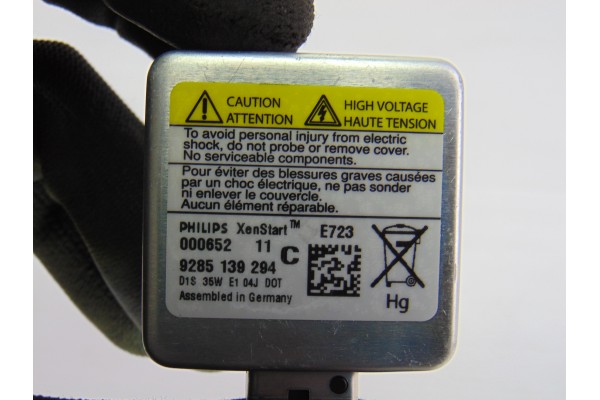 CAUTION
ATTENTION
HIGH VOLTAGE
HAUTE TENSION
To avoid personal injury from electric
shock, do not probe or remove cover.
No serviceable components.
Pour éviter des blessures graves causées
par un choc électrique, ne pas sonder
ni enlever le couvercle.
Aucun élément réparable.
PHILIPS XenStart™ E723
000652 11 C
9285 139 294
D1S 35W E1 04J DOT
Assembled in Germany
Hg